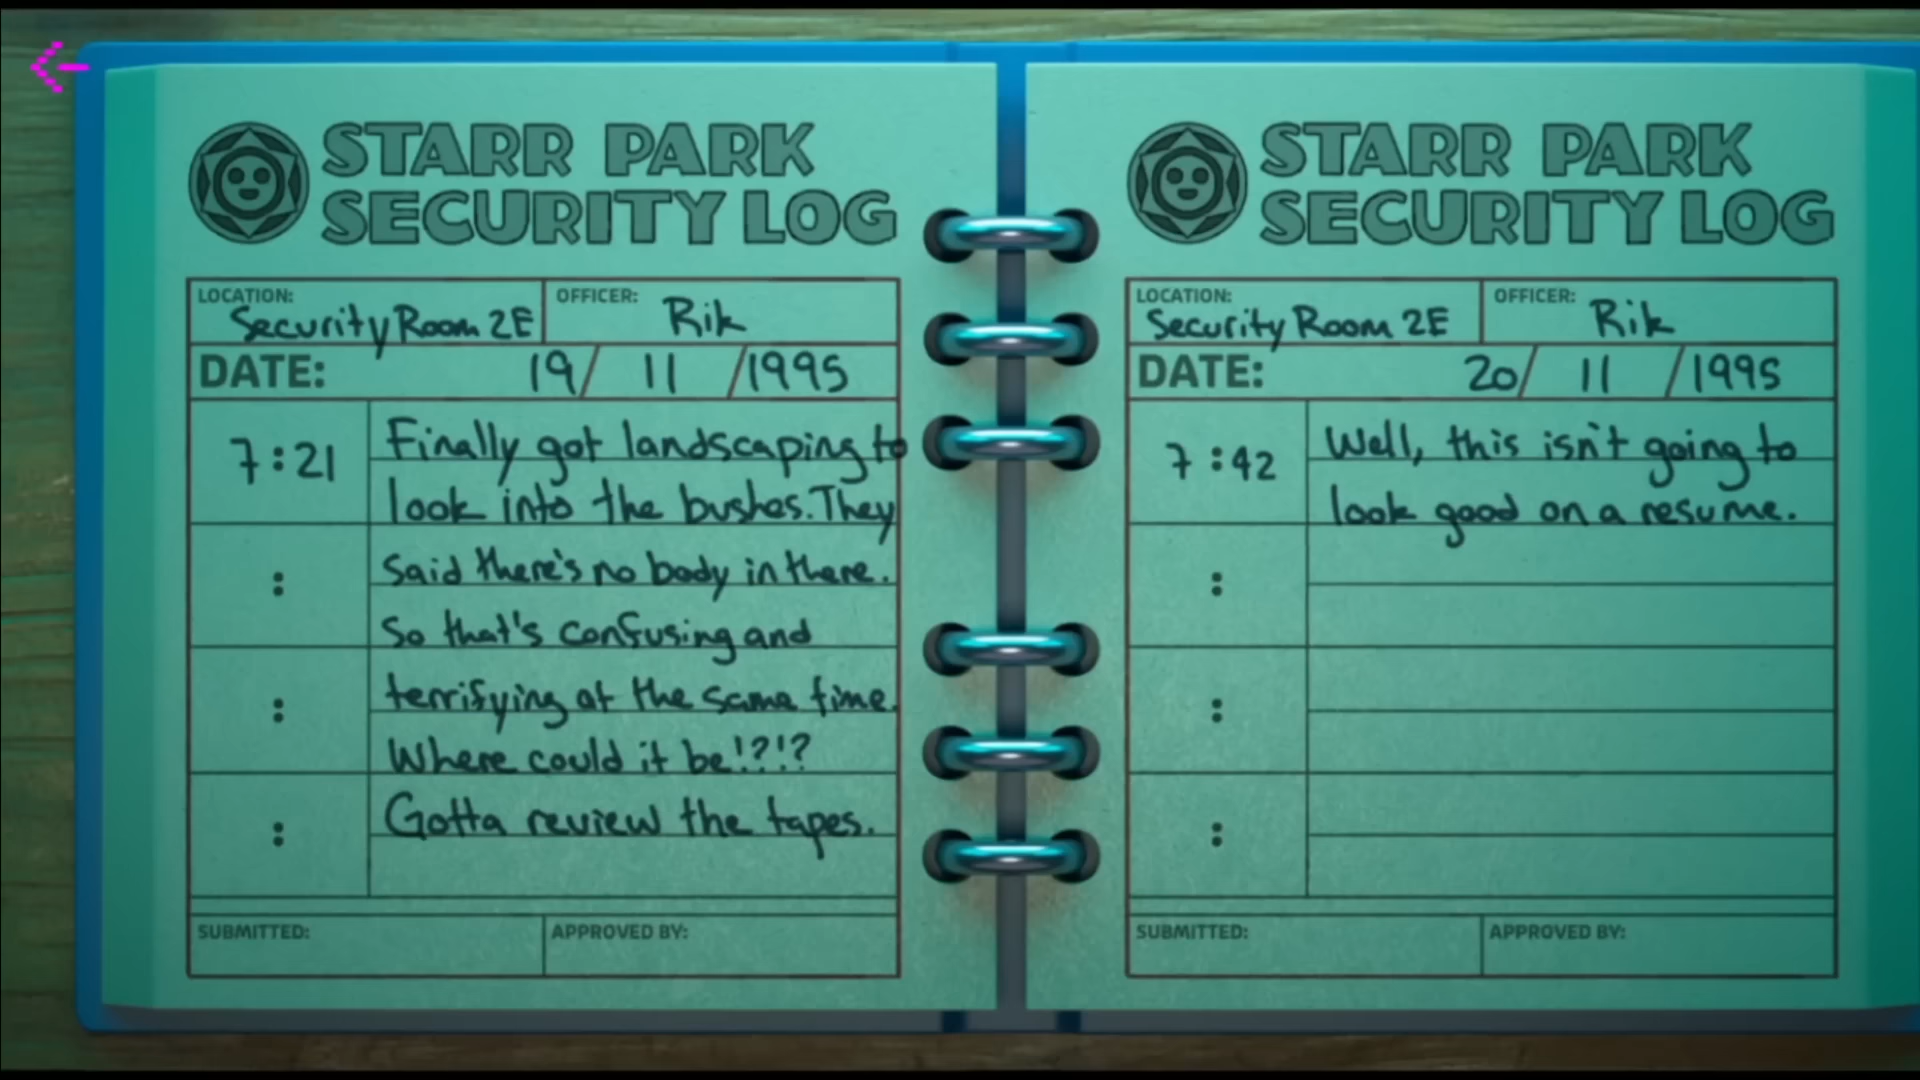 STARR PARK
SECURITY LOG
LOCATION: Security Room 2E
OFFICER: Rik
DATE: 19/ 11 /1995
7:21
Finally got landscaping to
look into the bushes. They
: said there's no body in there.
So that's confusing and
: terrifying at the same time.
Where could it be!?!?
: Gotta review the tapes.
SUBMITTED:
APPROVED BY:
STARR PARK
SECURITY LOG
LOCATION: Security Room 2E
OFFICER: Rik
DATE: 20/ 11 /1995
7:42
Well, this isn't going to
look good on a resume.
:
:
:
SUBMITTED:
APPROVED BY: